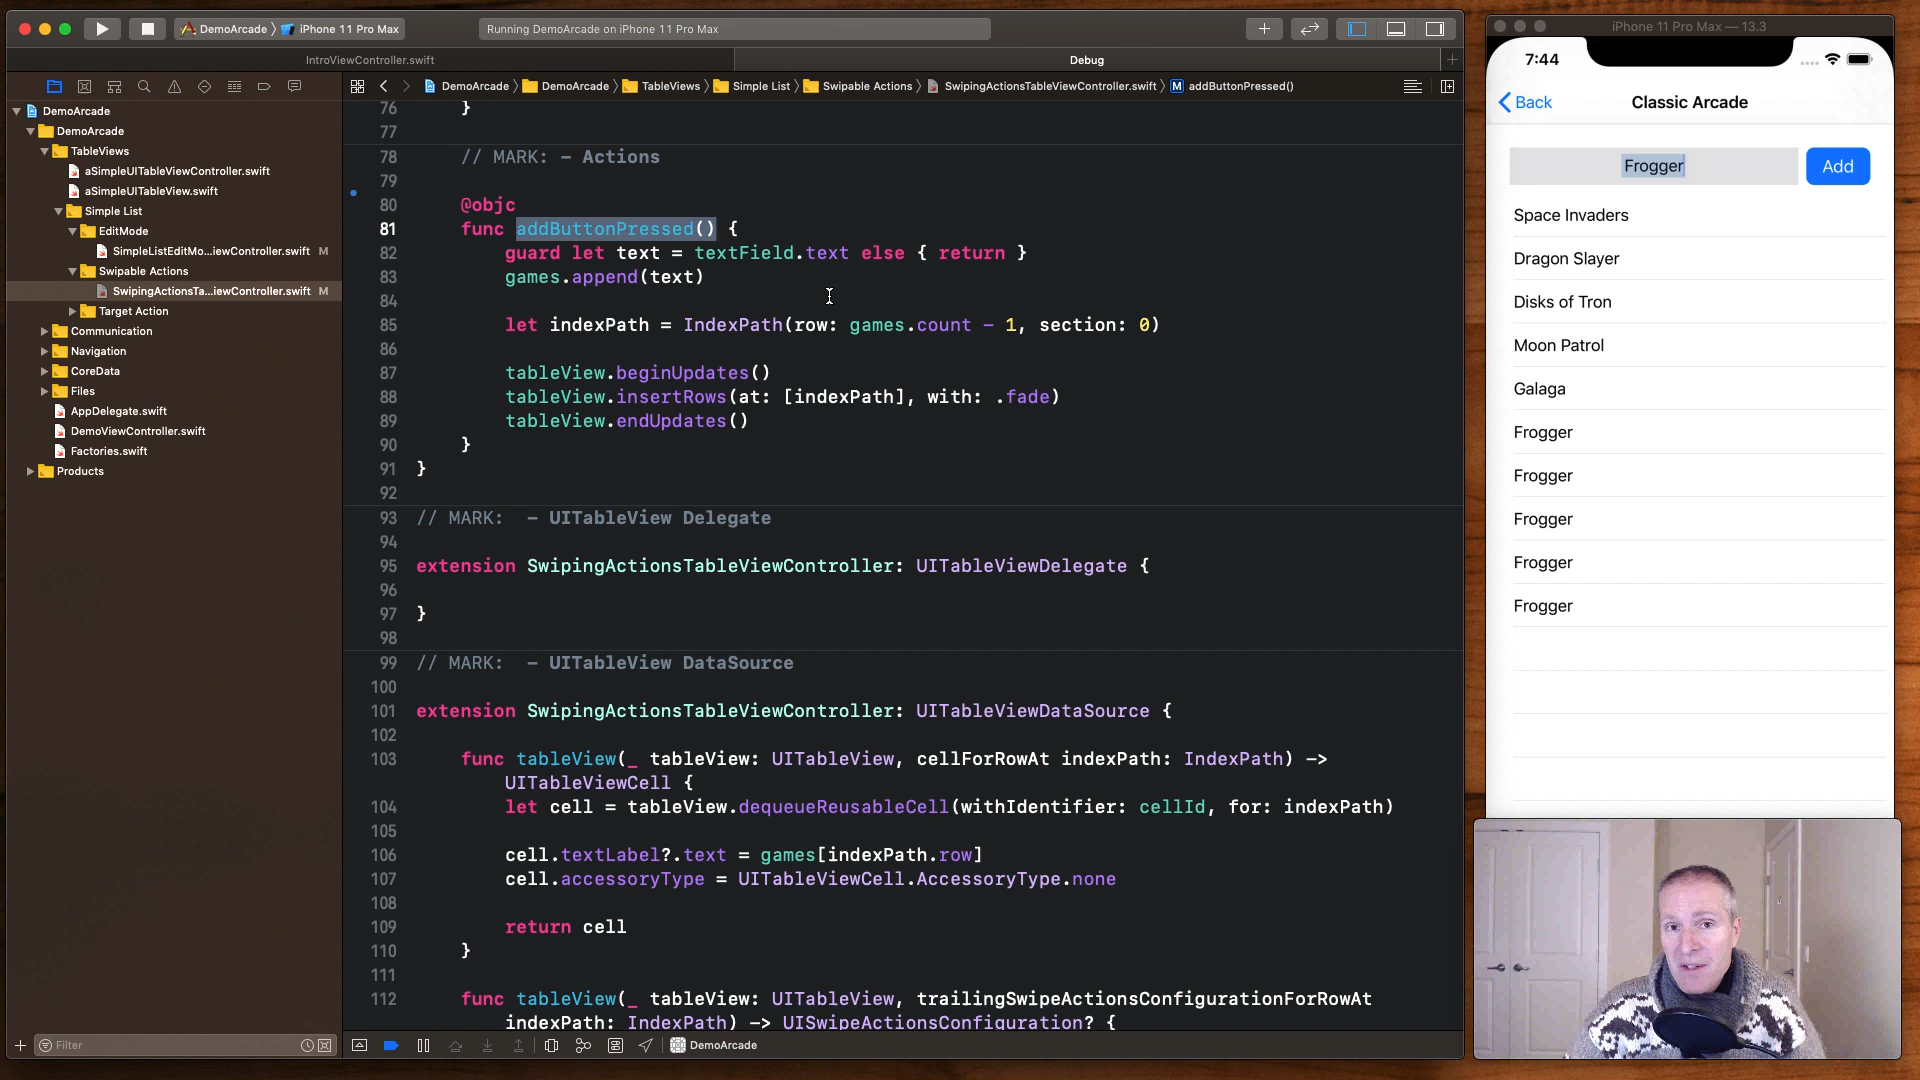 DemoArcade 〉 iPhone 11 Pro Max
Running DemoArcade on iPhone 11 Pro Max
IntroViewController.swift
Debug
DemoArcade 〉 DemoArcade 〉 TableViews 〉 Simple List 〉 Swipable Actions 〉 SwipingActionsTableViewController.swift 〉 M addButtonPressed()
DemoArcade
DemoArcade
TableViews
aSimpleUITableViewController.swift
aSimpleUITableView.swift
Simple List
EditMode
SimpleListEditMo...iewController.swift M
Swipable Actions
SwipingActionsTa...iewController.swift M
Target Action
Communication
Navigation
CoreData
Files
AppDelegate.swift
DemoViewController.swift
Factories.swift
Products
Filter
76 }
77
78 // MARK: - Actions
79
80 @objc
81 func addButtonPressed() {
82 guard let text = textField.text else { return }
83 games.append(text)
84
85 let indexPath = IndexPath(row: games.count - 1, section: 0)
86
87 tableView.beginUpdates()
88 tableView.insertRows(at: [indexPath], with: .fade)
89 tableView.endUpdates()
90 }
91 }
92
93 // MARK:  - UITableView Delegate
94
95 extension SwipingActionsTableViewController: UITableViewDelegate {
96
97 }
98
99 // MARK:  - UITableView DataSource
100
101 extension SwipingActionsTableViewController: UITableViewDataSource {
102
103 func tableView(_ tableView: UITableView, cellForRowAt indexPath: IndexPath) ->
UITableViewCell {
104 let cell = tableView.dequeueReusableCell(withIdentifier: cellId, for: indexPath)
105
106 cell.textLabel?.text = games[indexPath.row]
107 cell.accessoryType = UITableViewCell.AccessoryType.none
108
109 return cell
110 }
111
112 func tableView(_ tableView: UITableView, trailingSwipeActionsConfigurationForRowAt
indexPath: IndexPath) -> UISwipeActionsConfiguration? {
DemoArcade
iPhone 11 Pro Max — 13.3
7:44
Back
Classic Arcade
Frogger
Add
Space Invaders
Dragon Slayer
Disks of Tron
Moon Patrol
Galaga
Frogger
Frogger
Frogger
Frogger
Frogger